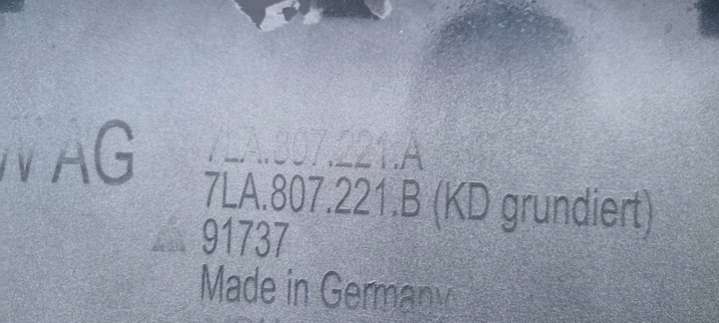 AG
7LA.807.221.A
7LA.807.221.B (KD grundiert)
91737
Made in Germany